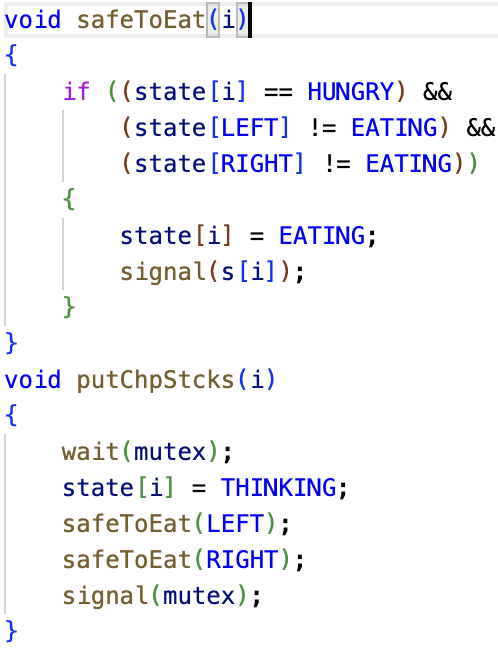 void safeToEat(i)
{
    if ((state[i] == HUNGRY) &&
        (state[LEFT] != EATING) &&
        (state[RIGHT] != EATING))
    {
        state[i] = EATING;
        signal(s[i]);
    }
}
void putChpStcks(i)
{
    wait(mutex);
    state[i] = THINKING;
    safeToEat(LEFT);
    safeToEat(RIGHT);
    signal(mutex);
}